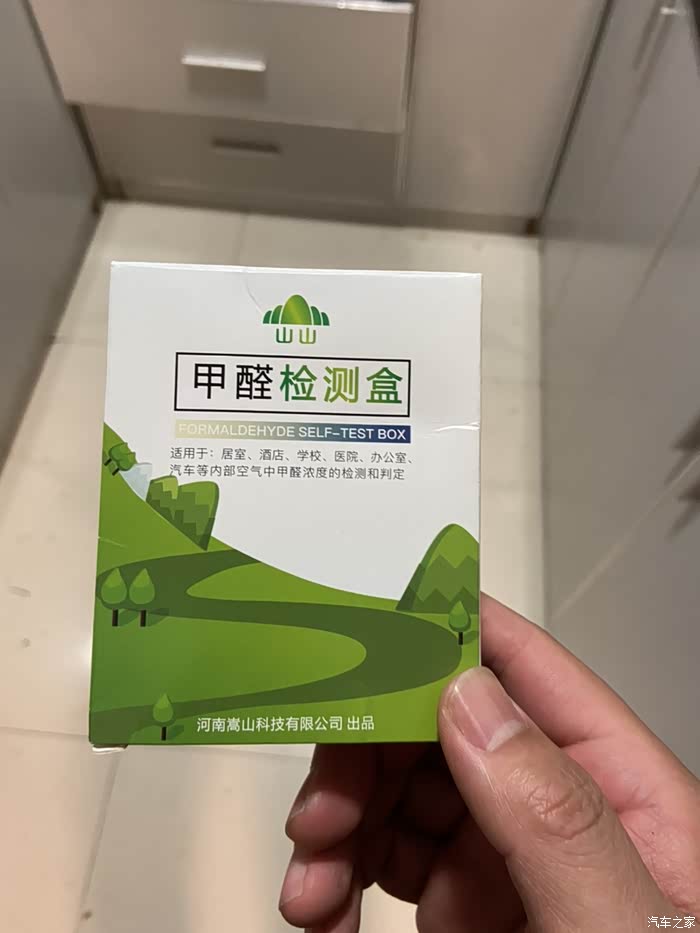 山山
甲醛检测盒
FORMALDEHYDE SELF-TEST BOX
适用于：居室、酒店、学校、医院、办公室、
汽车等内部空气中甲醛浓度的检测和判定
河南嵩山科技有限公司 出品
汽车之家